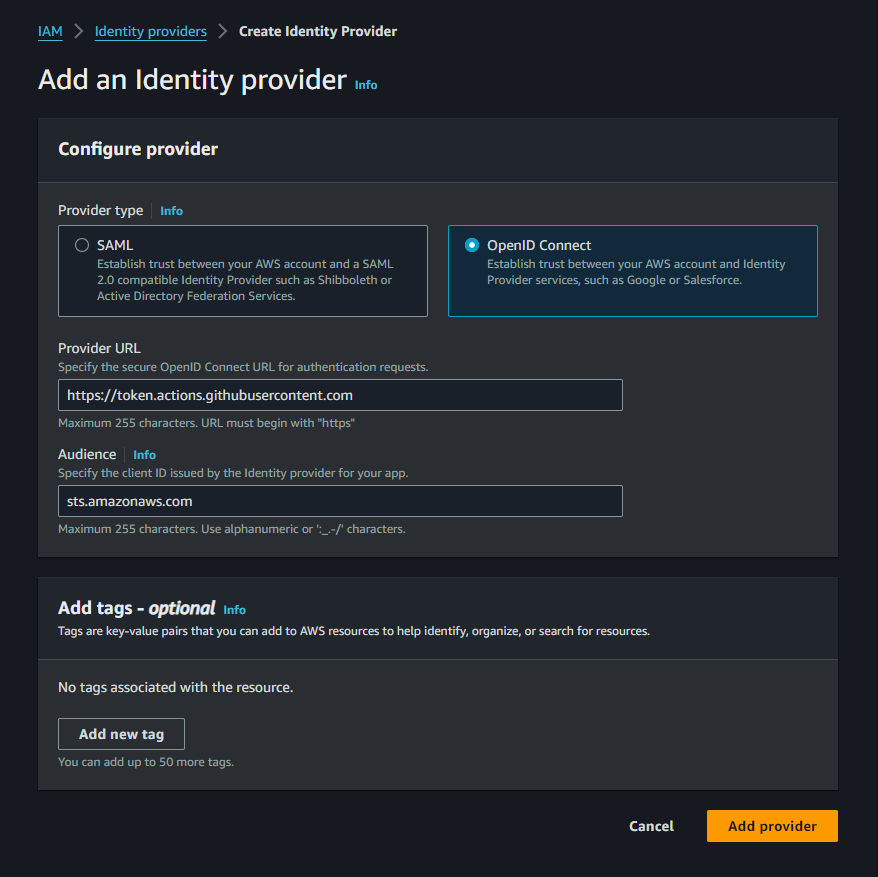 IAM > Identity providers > Create Identity Provider
Add an Identity provider Info
Configure provider
Provider type Info
SAML
Establish trust between your AWS account and a SAML
2.0 compatible Identity Provider such as Shibboleth or
Active Directory Federation Services.
OpenID Connect
Establish trust between your AWS account and Identity
Provider services, such as Google or Salesforce.
Provider URL
Specify the secure OpenID Connect URL for authentication requests.
https://token.actions.githubusercontent.com
Maximum 255 characters. URL must begin with "https"
Audience Info
Specify the client ID issued by the Identity provider for your app.
sts.amazonaws.com
Maximum 255 characters. Use alphanumeric or ':_.-/' characters.
Add tags - optional Info
Tags are key-value pairs that you can add to AWS resources to help identify, organize, or search for resources.
No tags associated with the resource.
Add new tag
You can add up to 50 more tags.
Cancel Add provider